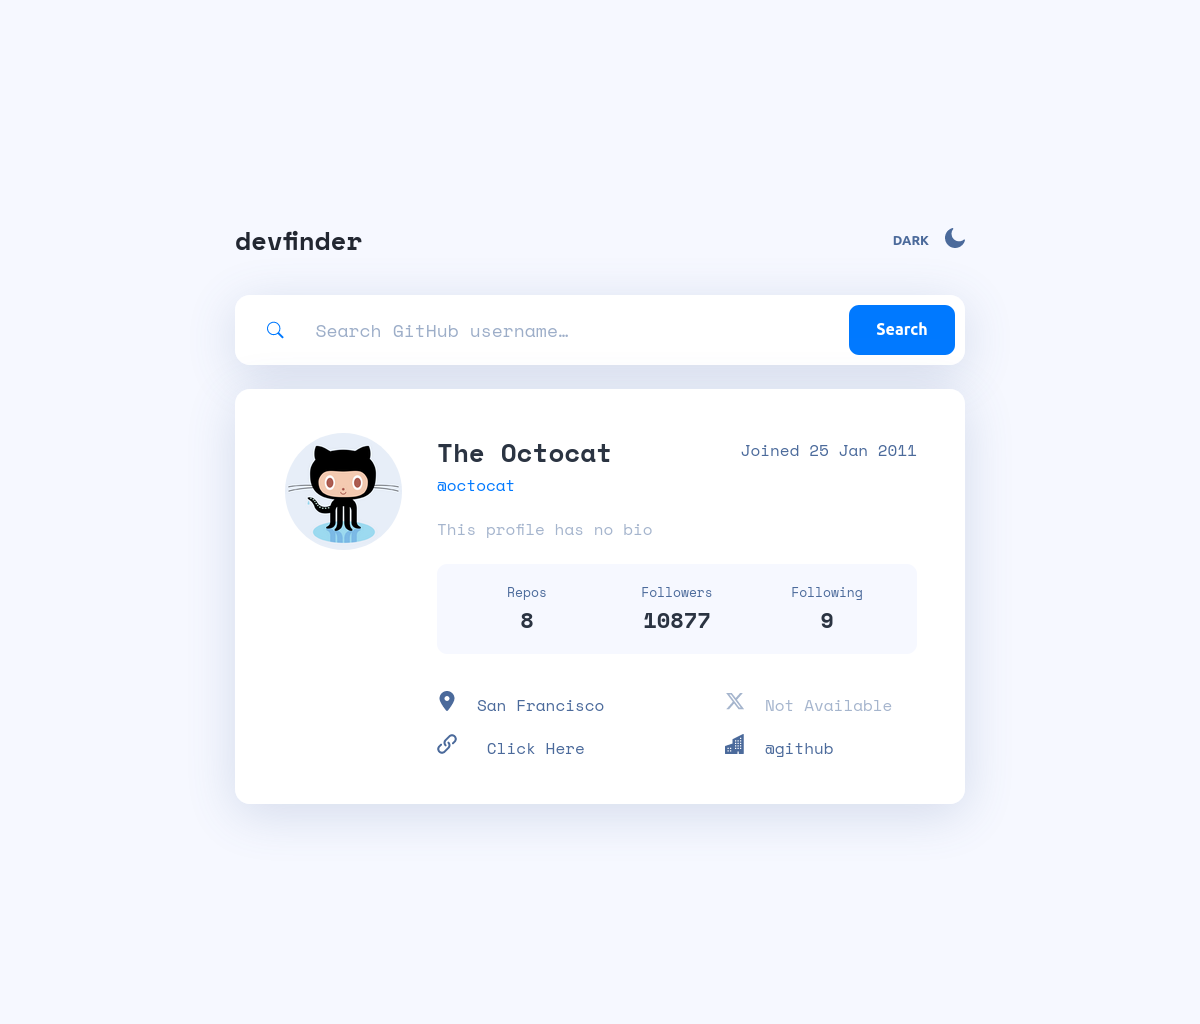 devfinder
DARK
Search GitHub username…
Search
The Octocat
Joined 25 Jan 2011
@octocat
This profile has no bio
Repos Followers Following
8 10877 9
San Francisco
Not Available
Click Here
@github